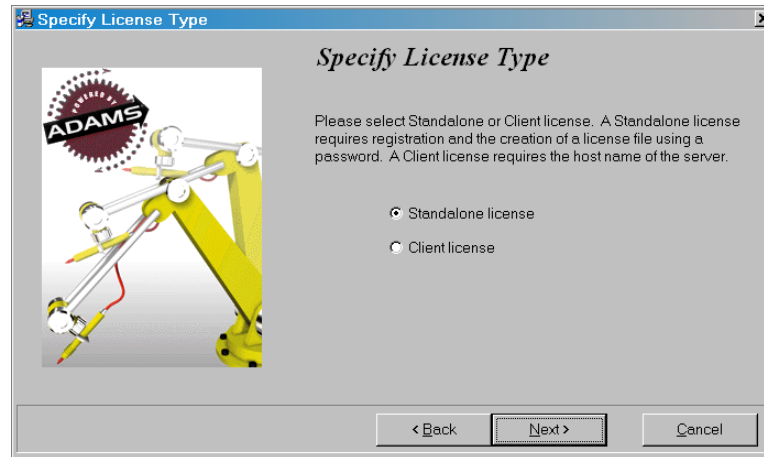 Specify License Type
Specify License Type
POWERED BY
ADAMS
Please select Standalone or Client license. A Standalone license
requires registration and the creation of a license file using a
password. A Client license requires the host name of the server.
Standalone license
Client license
< Back
Next >
Cancel